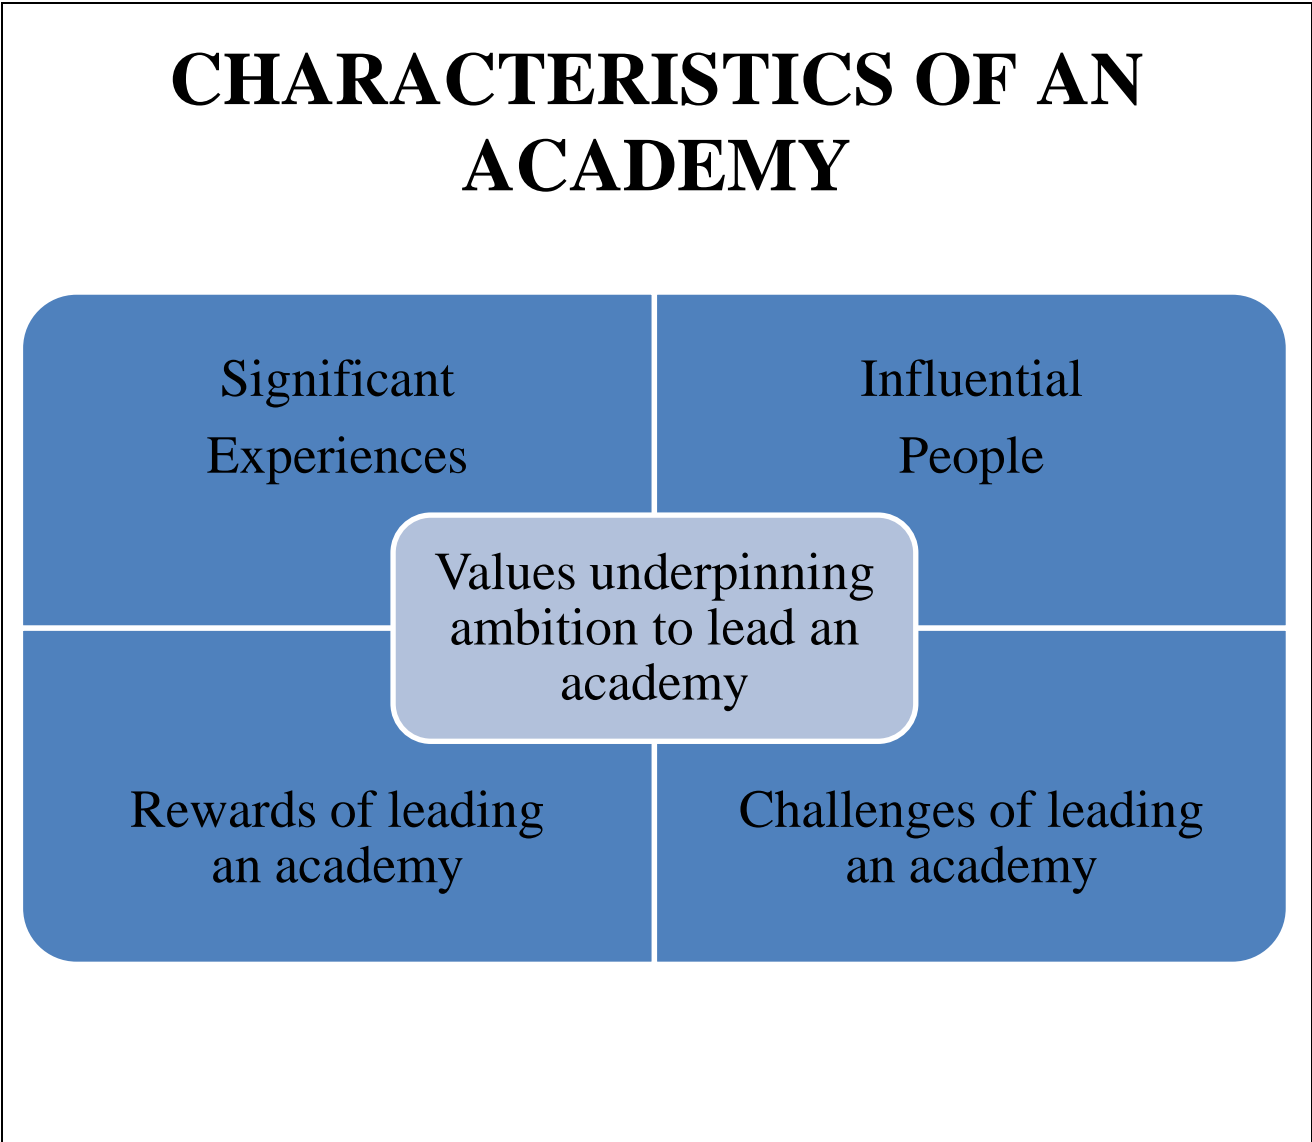 CHARACTERISTICS OF AN
ACADEMY
Significant
Experiences
Influential
People
Values underpinning
ambition to lead an
academy
Rewards of leading
an academy
Challenges of leading
an academy